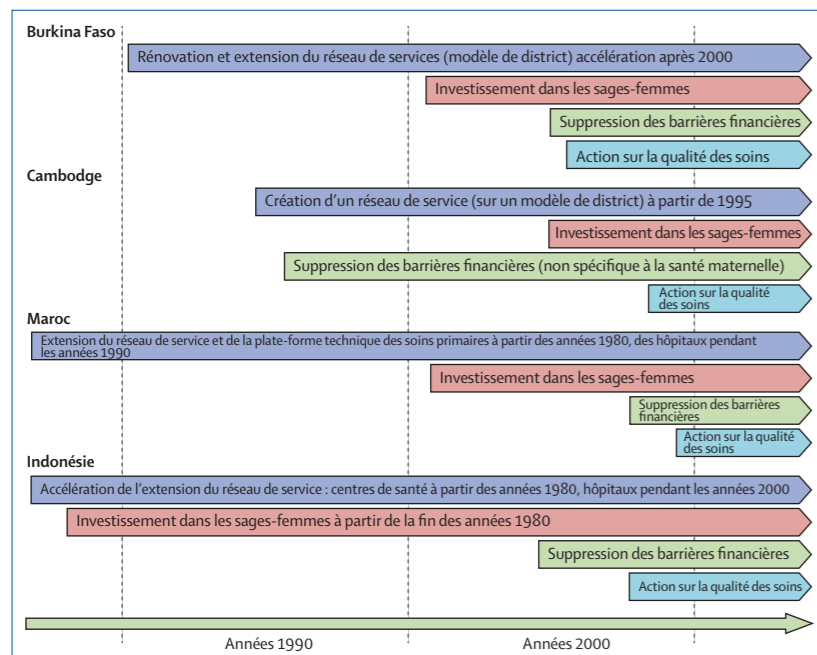 Burkina Faso
Rénovation et extension du réseau de services (modèle de district) accélération après 2000
Investissement dans les sages-femmes
Suppression des barrières financières
Action sur la qualité des soins
Cambodge
Création d'un réseau de service (sur un modèle de district) à partir de 1995
Investissement dans les sages-femmes
Suppression des barrières financières (non spécifique à la santé maternelle)
Action sur la qualité
des soins
Maroc
Extension du réseau de service et de la plate-forme technique des soins primaires à partir des années 1980, des hôpitaux pendant
les années 1990
Investissement dans les sages-femmes
Suppression des barrières
financières
Action sur la qualité
des soins
Indonésie
Accélération de l'extension du réseau de service : centres de santé à partir des années 1980, hôpitaux pendant les années 2000
Investissement dans les sages-femmes à partir de la fin des années 1980
Suppression des barrières financières
Action sur la qualité des soins
Années 1990
Années 2000